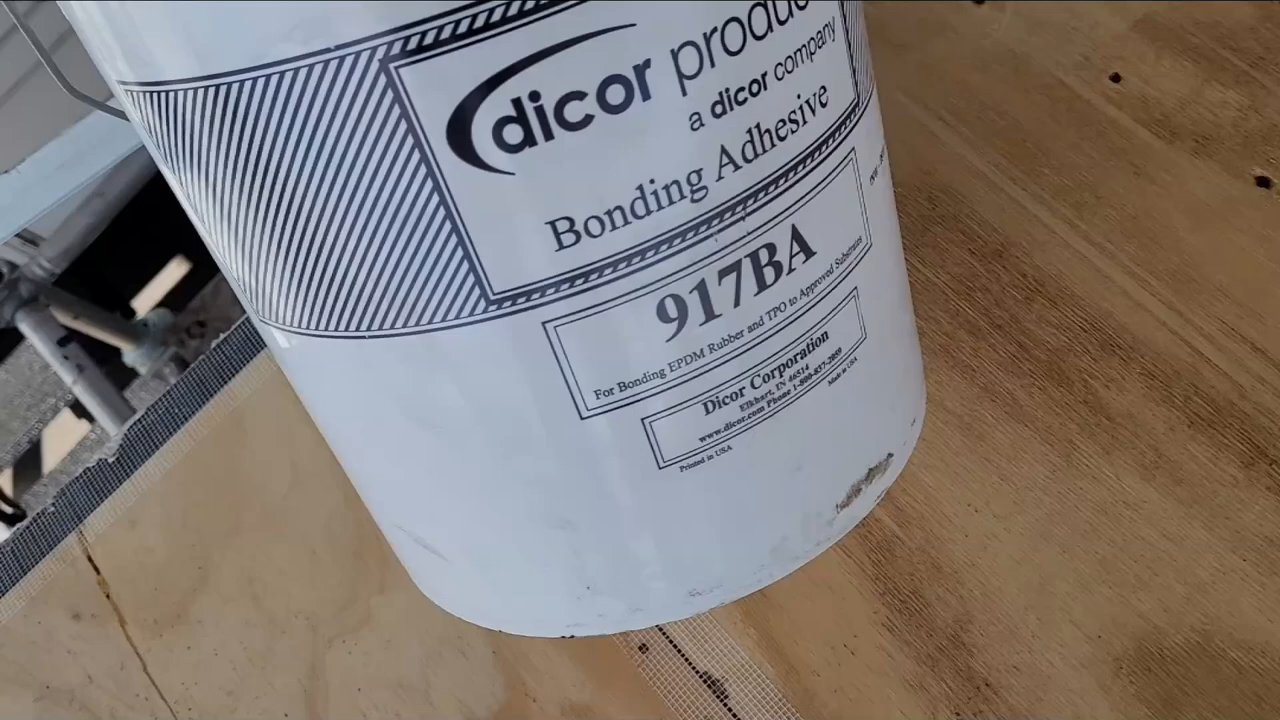 dicor produc
a dicor company
Bonding Adhesive
917BA
For Bonding EPDM Rubber and TPO to Approved Substrates
Dicor Corporation
Elkhart, IN 46514
www.dicor.com Phone 1-800-837-2059
Printed in USA
Made in USA